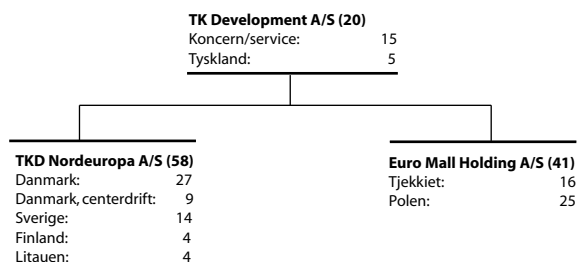 TK Development A/S (20)
Koncern/service: 15
Tyskland: 5
TKD Nordeuropa A/S (58)
Danmark: 27
Danmark, centerdrift: 9
Sverige: 14
Finland: 4
Litauen: 4
Euro Mall Holding A/S (41)
Tjekkiet: 16
Polen: 25